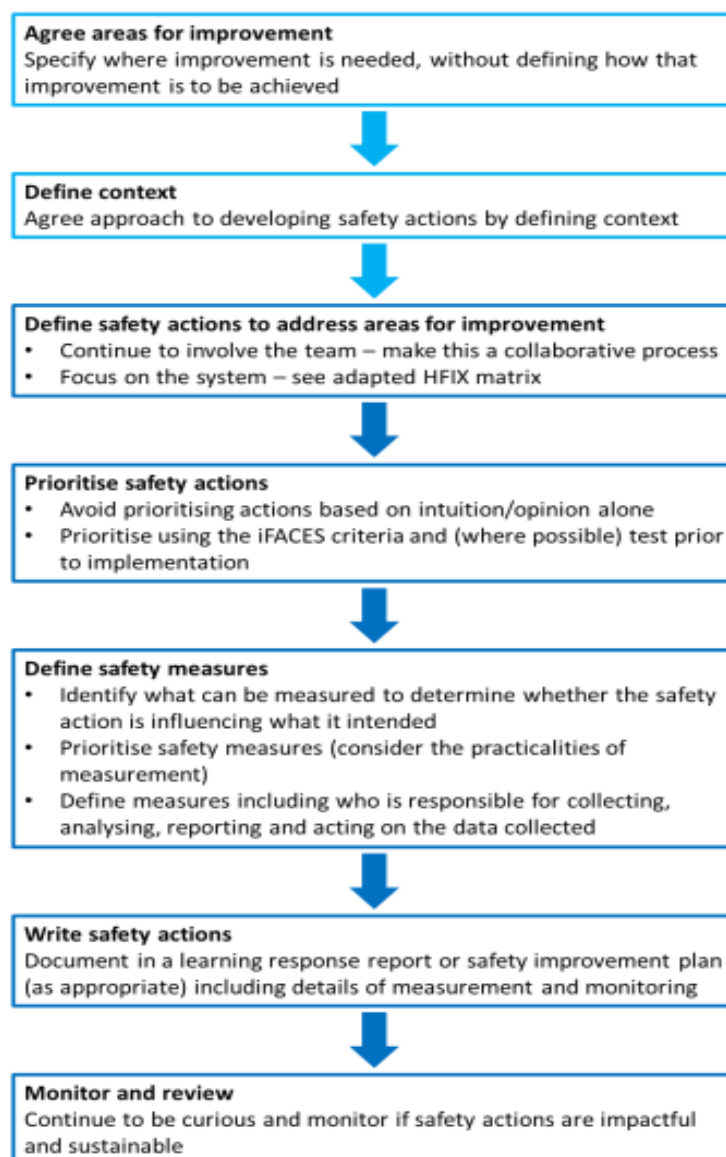 Agree areas for improvement
Specify where improvement is needed, without defining how that
improvement is to be achieved
Define context
Agree approach to developing safety actions by defining context
Define safety actions to address areas for improvement
• Continue to involve the team – make this a collaborative process
• Focus on the system – see adapted HFIX matrix
Prioritise safety actions
• Avoid prioritising actions based on intuition/opinion alone
• Prioritise using the iFACES criteria and (where possible) test prior
to implementation
Define safety measures
• Identify what can be measured to determine whether the safety
action is influencing what it intended
• Prioritise safety measures (consider the practicalities of
measurement)
• Define measures including who is responsible for collecting,
analysing, reporting and acting on the data collected
Write safety actions
Document in a learning response report or safety improvement plan
(as appropriate) including details of measurement and monitoring
Monitor and review
Continue to be curious and monitor if safety actions are impactful
and sustainable